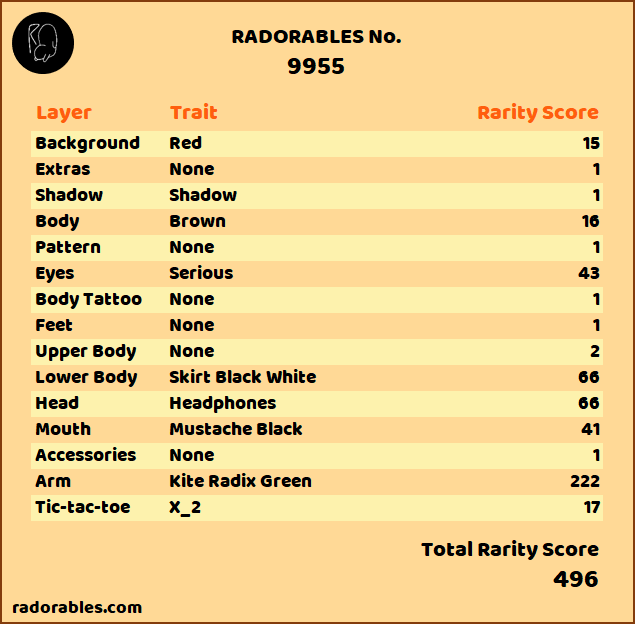 RADORABLES No.
9955
Layer Trait Rarity Score
Background Red 15
Extras None 1
Shadow Shadow 1
Body Brown 16
Pattern None 1
Eyes Serious 43
Body Tattoo None 1
Feet None 1
Upper Body None 2
Lower Body Skirt Black White 66
Head Headphones 66
Mouth Mustache Black 41
Accessories None 1
Arm Kite Radix Green 222
Tic-tac-toe X_2 17
Total Rarity Score
496
radorables.com